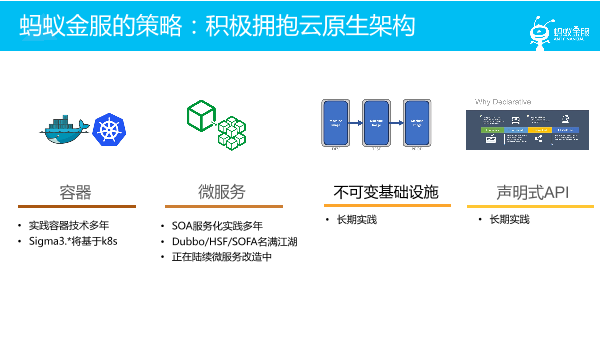 蚂蚁金服的策略：积极拥抱云原生架构
蚂蚁金服
ANT FINANCIAL
Why Declarative
容器
微服务
不可变基础设施
声明式API
• 实践容器技术多年
• Sigma3.*将基于k8s
• SOA服务化实践多年
• Dubbo/HSF/SOFA名满江湖
• 正在陆续微服务改造中
• 长期实践
• 长期实践